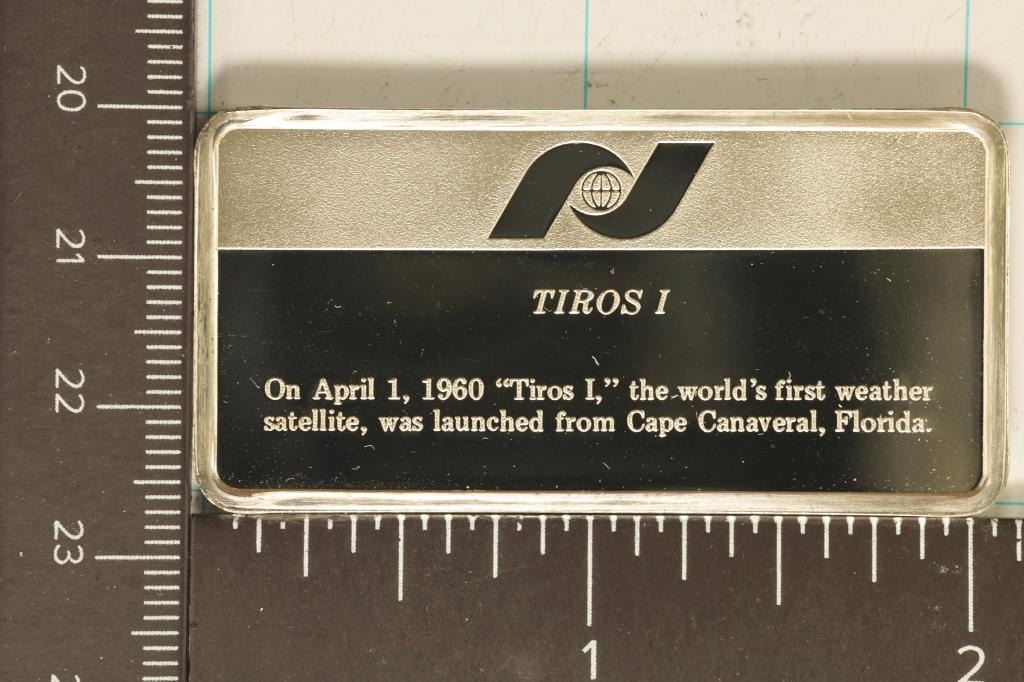 TIROS I
On April 1, 1960 “Tiros I,” the world's first weather
satellite, was launched from Cape Canaveral, Florida.
20
21
22
23
1
2